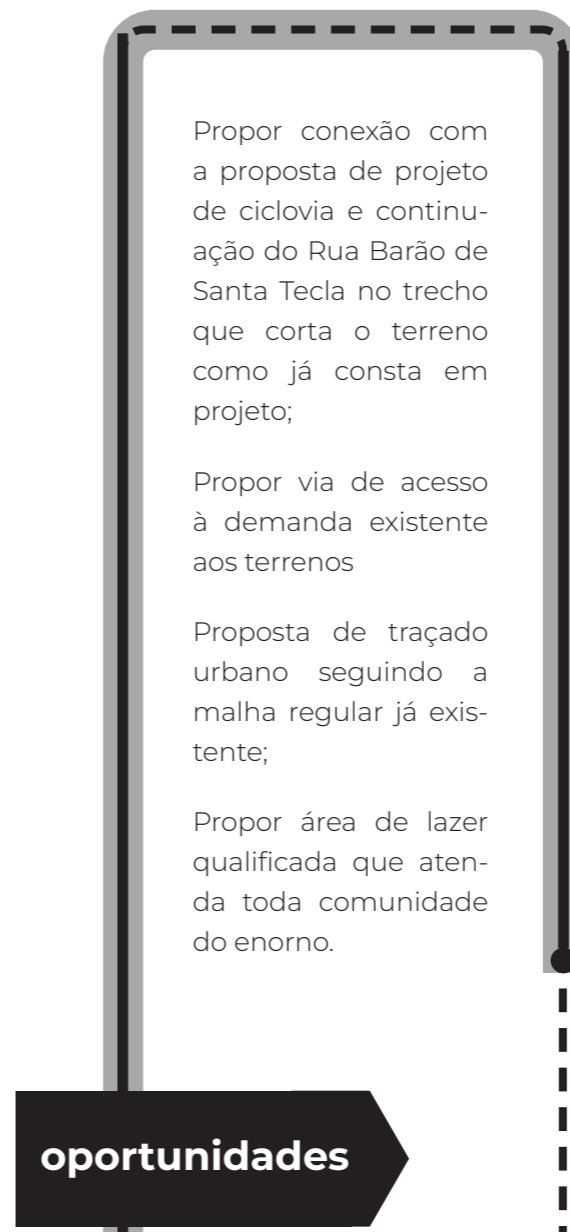 Propor conexão com
a proposta de projeto
de ciclovia e continu-
ação do Rua Barão de
Santa Tecla no trecho
que corta o terreno
como já consta em
projeto;
Propor via de acesso
à demanda existente
aos terrenos
Proposta de traçado
urbano seguindo a
malha regular já exis-
tente;
Propor área de lazer
qualificada que aten-
da toda comunidade
do enorno.
oportunidades